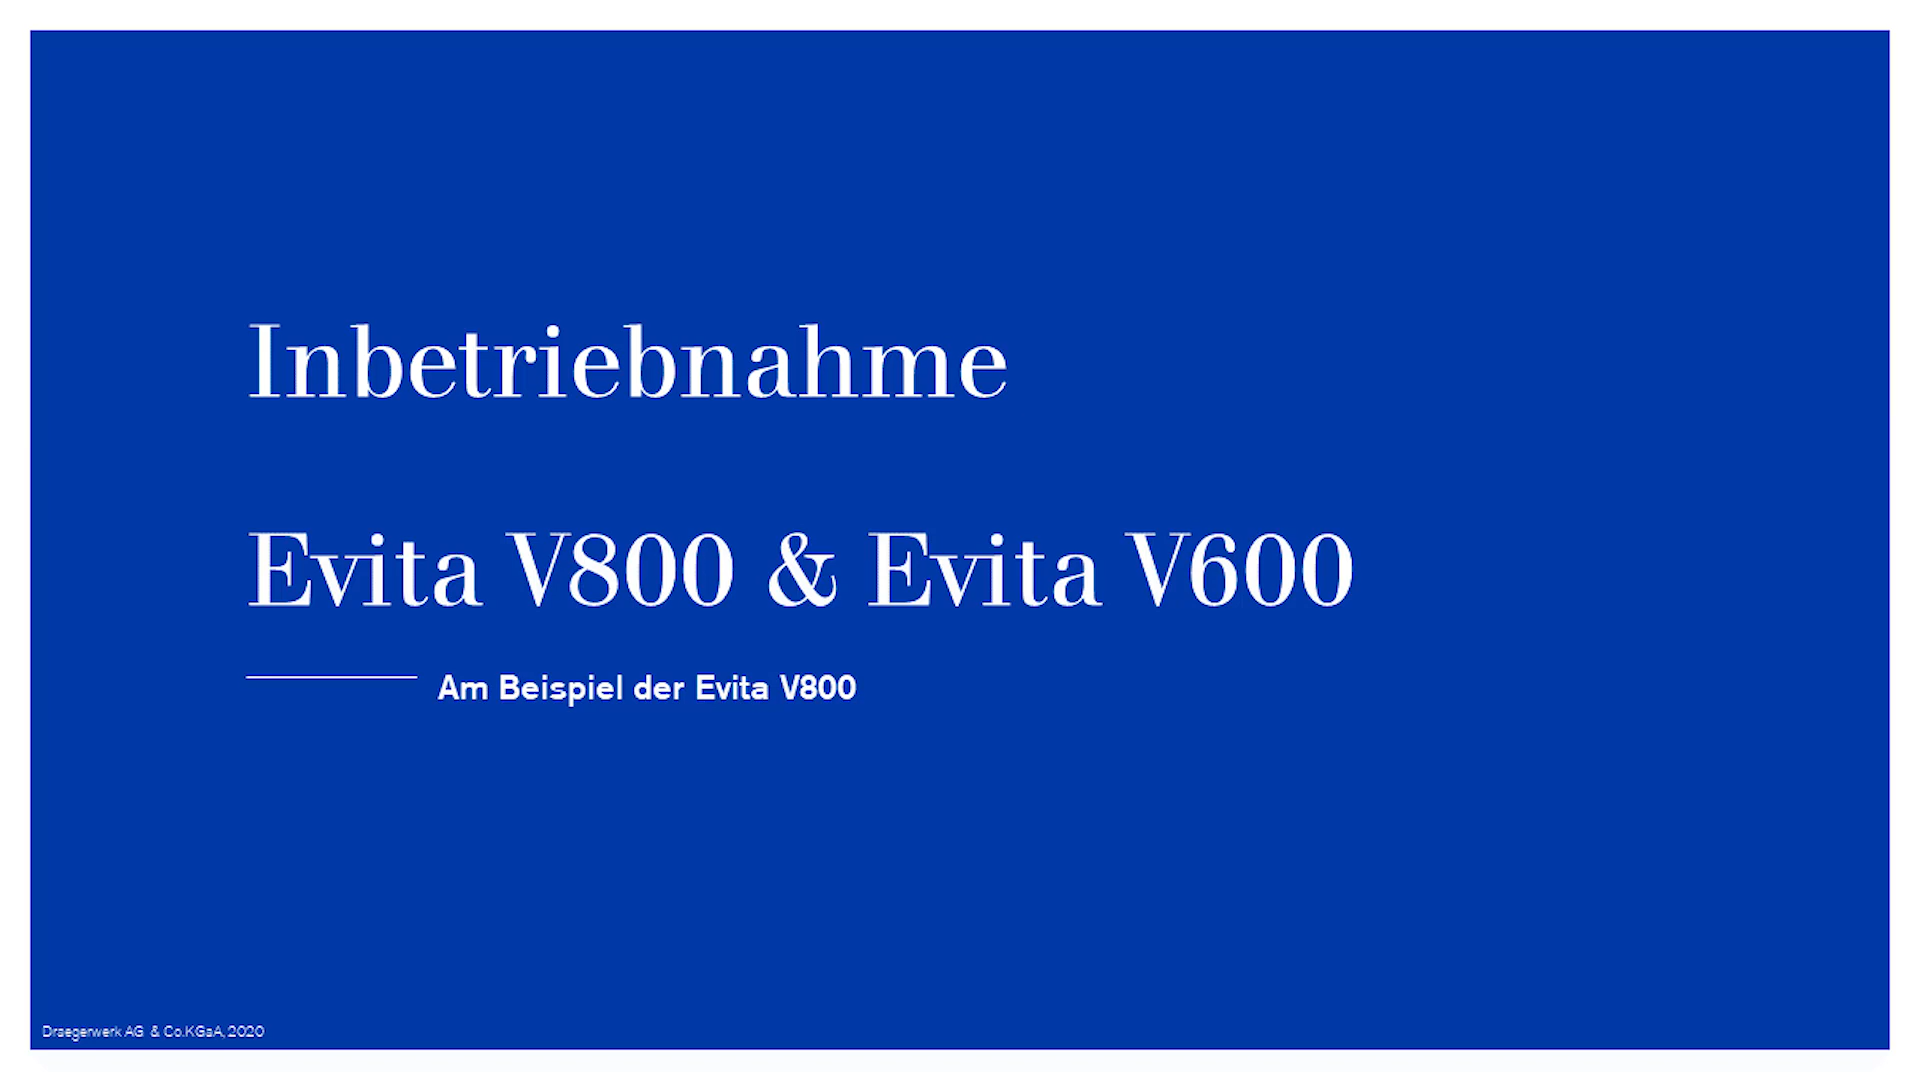 Inbetriebnahme
Evita V800 & Evita V600
Am Beispiel der Evita V800
Draegerwerk AG & Co.KGaA, 2020